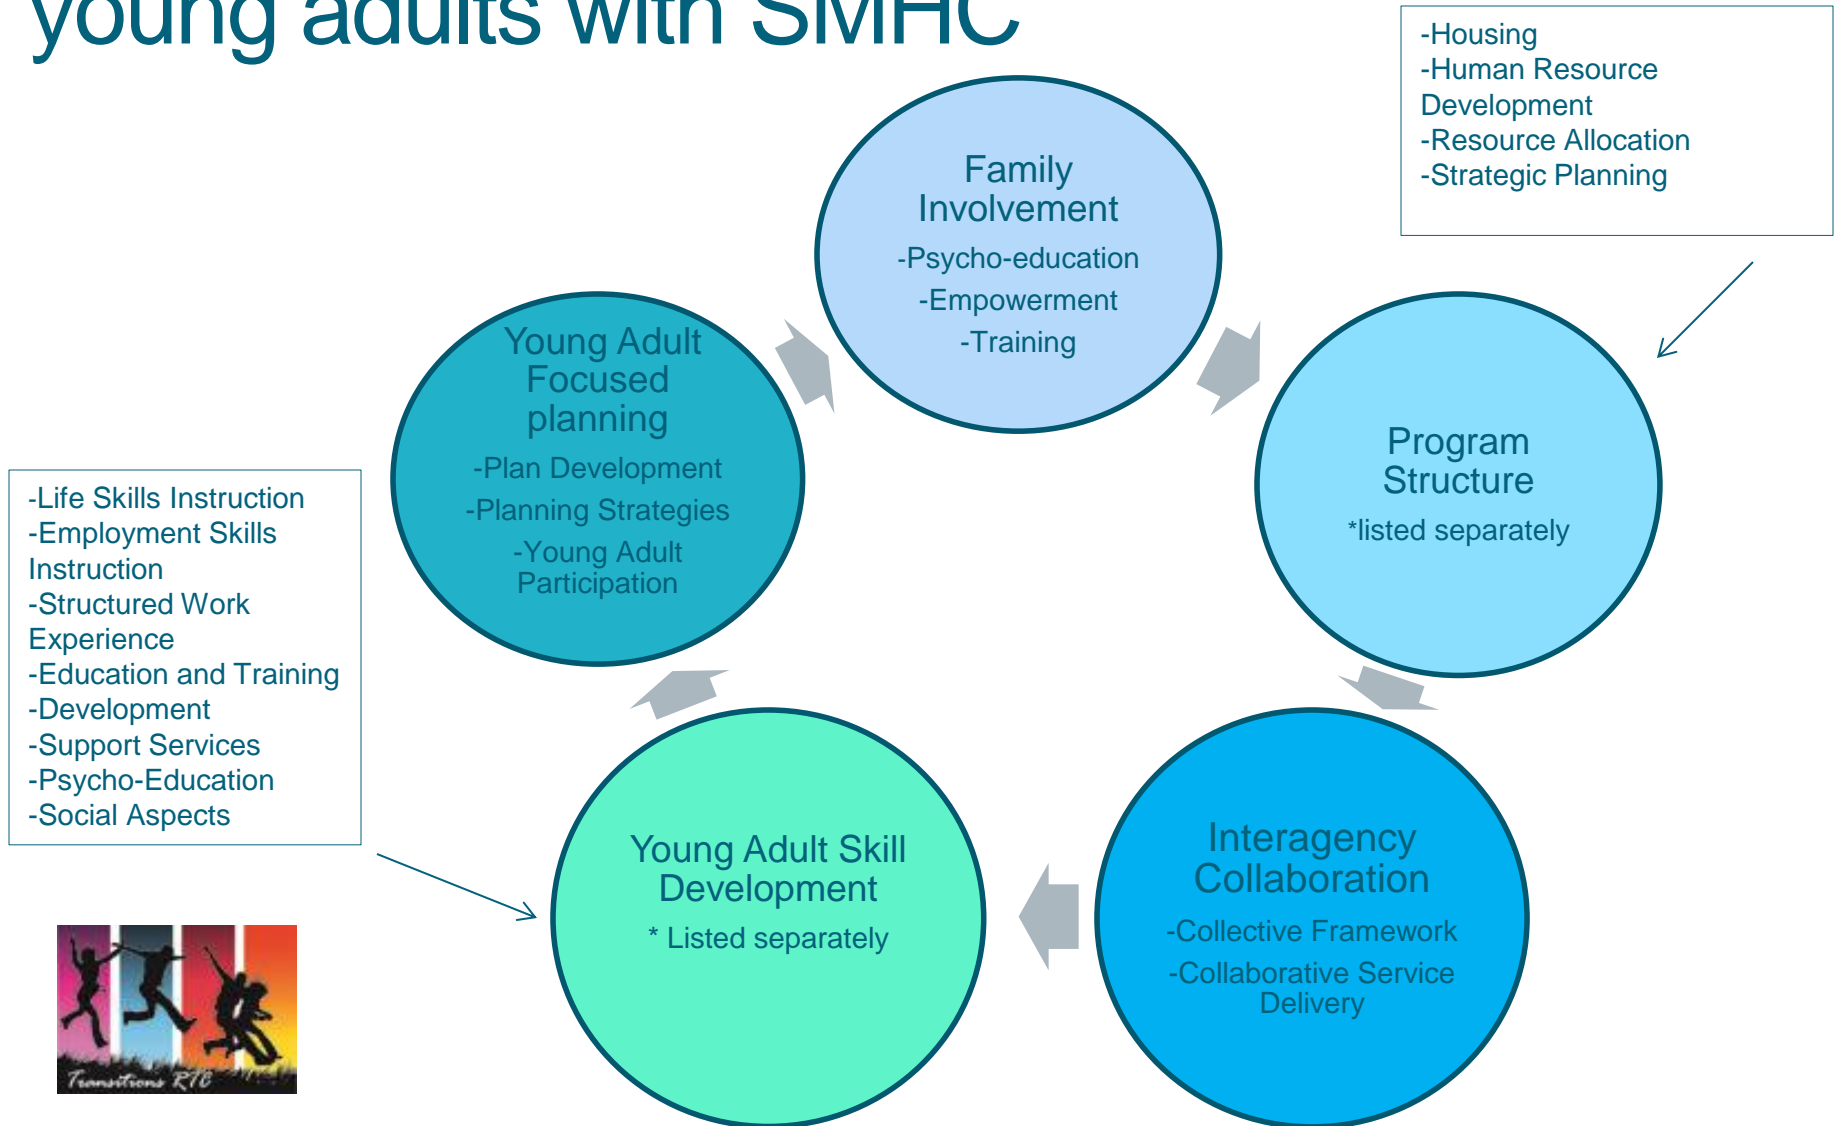 young adults with SMHC
-Housing
-Human Resource
Development
-Resource Allocation
-Strategic Planning
Family
Involvement
-Psycho-education
-Empowerment
-Training
Young Adult
Focused
planning
-Plan Development
-Planning Strategies
-Young Adult
Participation
Program
Structure
*listed separately
-Life Skills Instruction
-Employment Skills
Instruction
-Structured Work
Experience
-Education and Training
-Development
-Support Services
-Psycho-Education
-Social Aspects
Young Adult Skill
Development
* Listed separately
Interagency
Collaboration
-Collective Framework
-Collaborative Service
Delivery
Transitions RTC